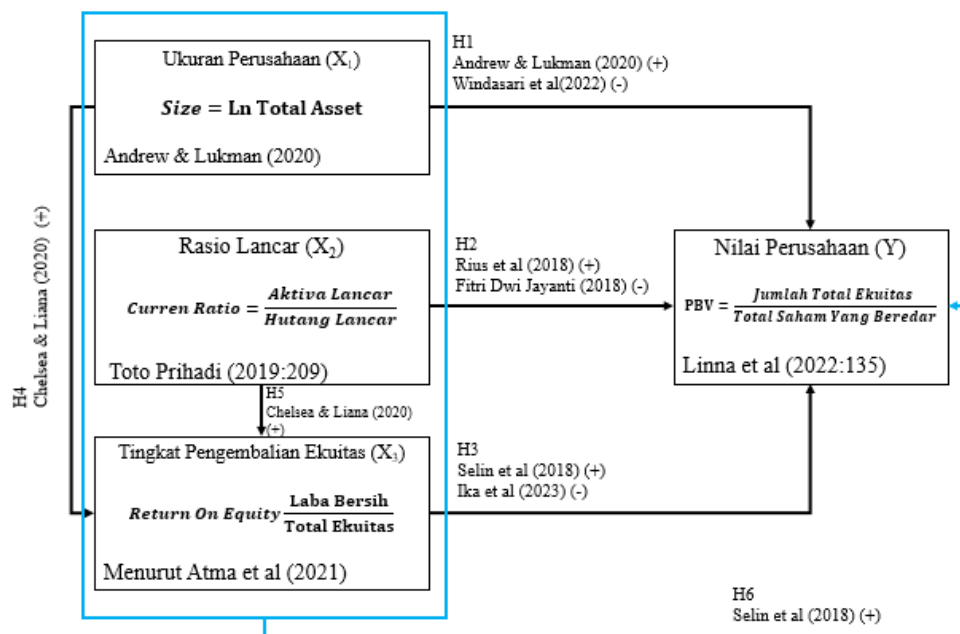 Ukuran Perusahaan (X₁)
Size = Ln Total Asset
Andrew & Lukman (2020)
H1
Andrew & Lukman (2020) (+)
Windasari et al(2022) (-)
H4
Chelsea & Liana (2020) (+)
Rasio Lancar (X₂)
Curren Ratio = Aktiva Lancar
Hutang Lancar
Toto Prihadi (2019:209)
H2
Rius et al (2018) (+)
Fitri Dwi Jayanti (2018) (-)
Nilai Perusahaan (Y)
PBV = Jumlah Total Ekuitas
Total Saham Yang Beredar
Linna et al (2022:135)
H5
Chelsea & Liana (2020)
(+)
Tingkat Pengembalian Ekuitas (X₃)
Return On Equity Laba Bersih
Total Ekuitas
Menurut Atma et al (2021)
H3
Selin et al (2018) (+)
Ika et al (2023) (-)
H6
Selin et al (2018) (+)